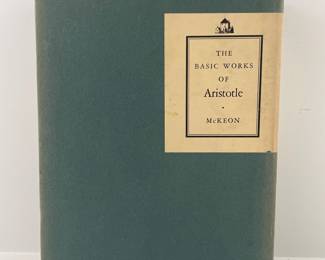 THE
BASIC WORKS
OF
Aristotle
·
McKEON